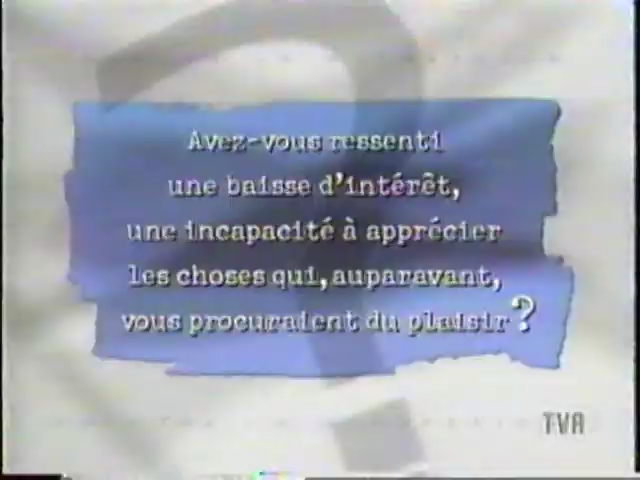 Avez-vous ressenti
une baisse d'intérêt,
une incapacité à apprécier
les choses qui, auparavant,
vous procuraient du plaisir?
TVA